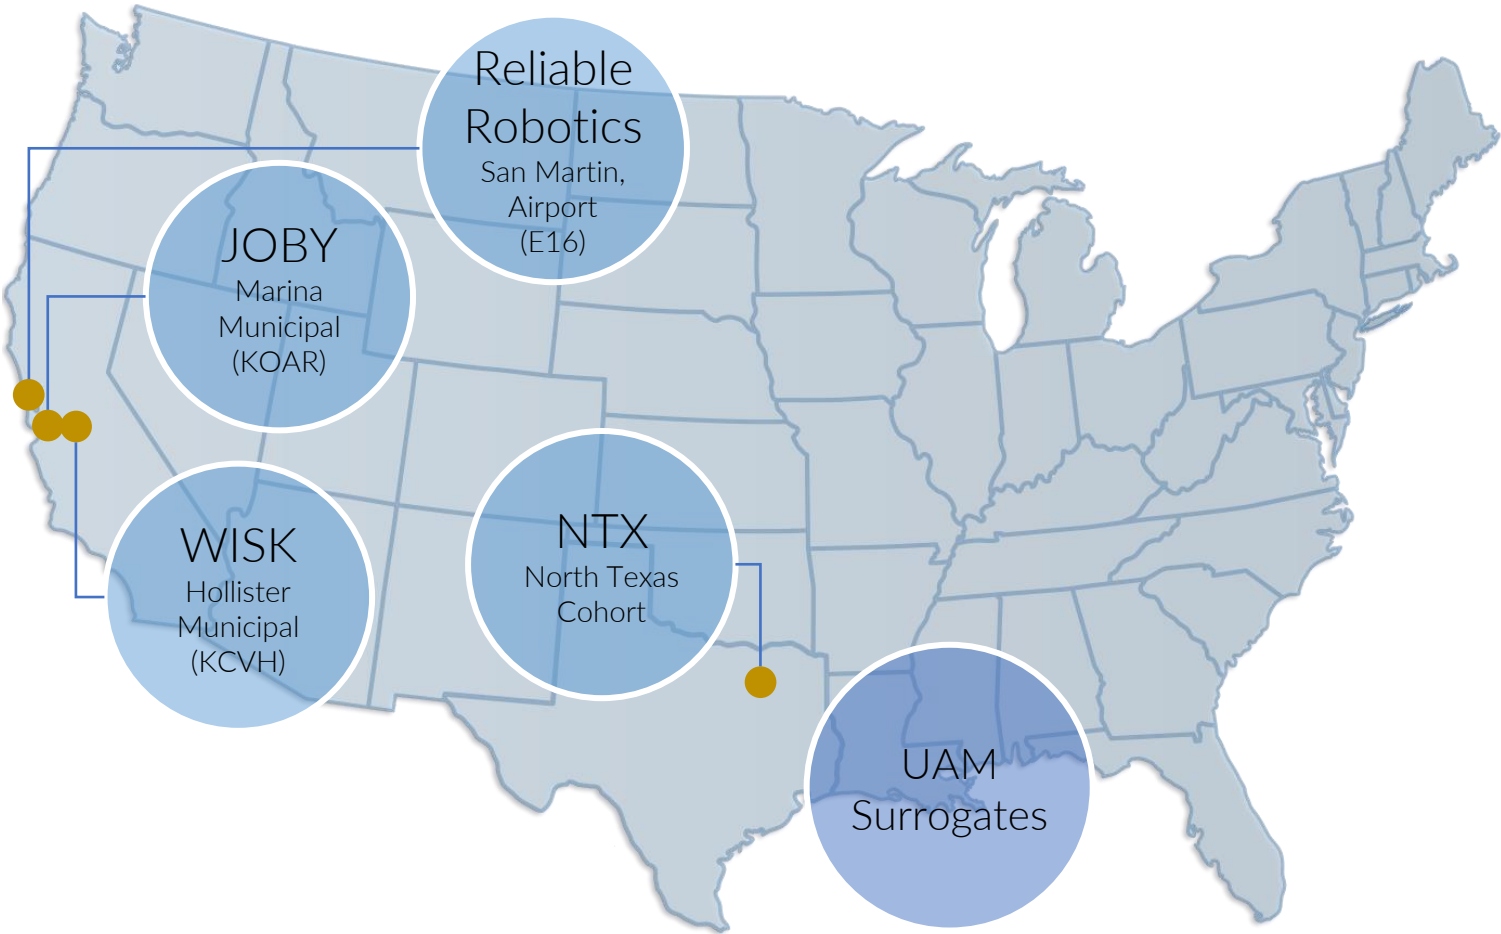 Reliable
Robotics
San Martin,
Airport
(E16)
JOBY
Marina
Municipal
(KOAR)
WISK
Hollister
Municipal
(KCVH)
NTX
North Texas
Cohort
UAM
Surrogates